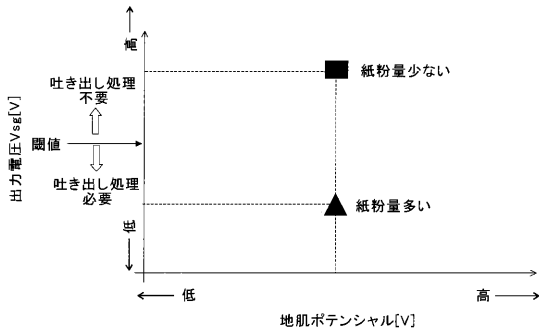 高
吐き出し処理
不要
紙粉量少ない
出力電圧Vsg[V]
閾値
吐き出し処理
必要
紙粉量多い
低
低
高
地肌ポテンシャル[V]